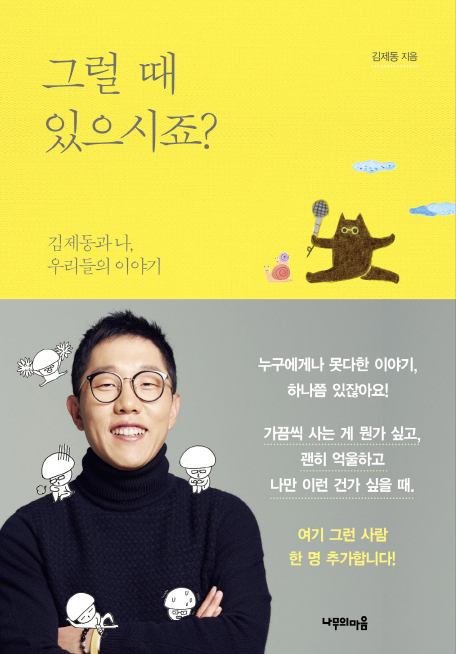 김제동 지음
그럴 때
있으시죠?
김제동과 나,
우리들의 이야기
누구에게나 못다한 이야기,
하나쯤 있잖아요!
가끔씩 사는 게 뭔가 싶고,
괜히 억울하고
나만 이런 건가 싶을 때.
여기 그런 사람
한 명 추가합니다!
나무의마음